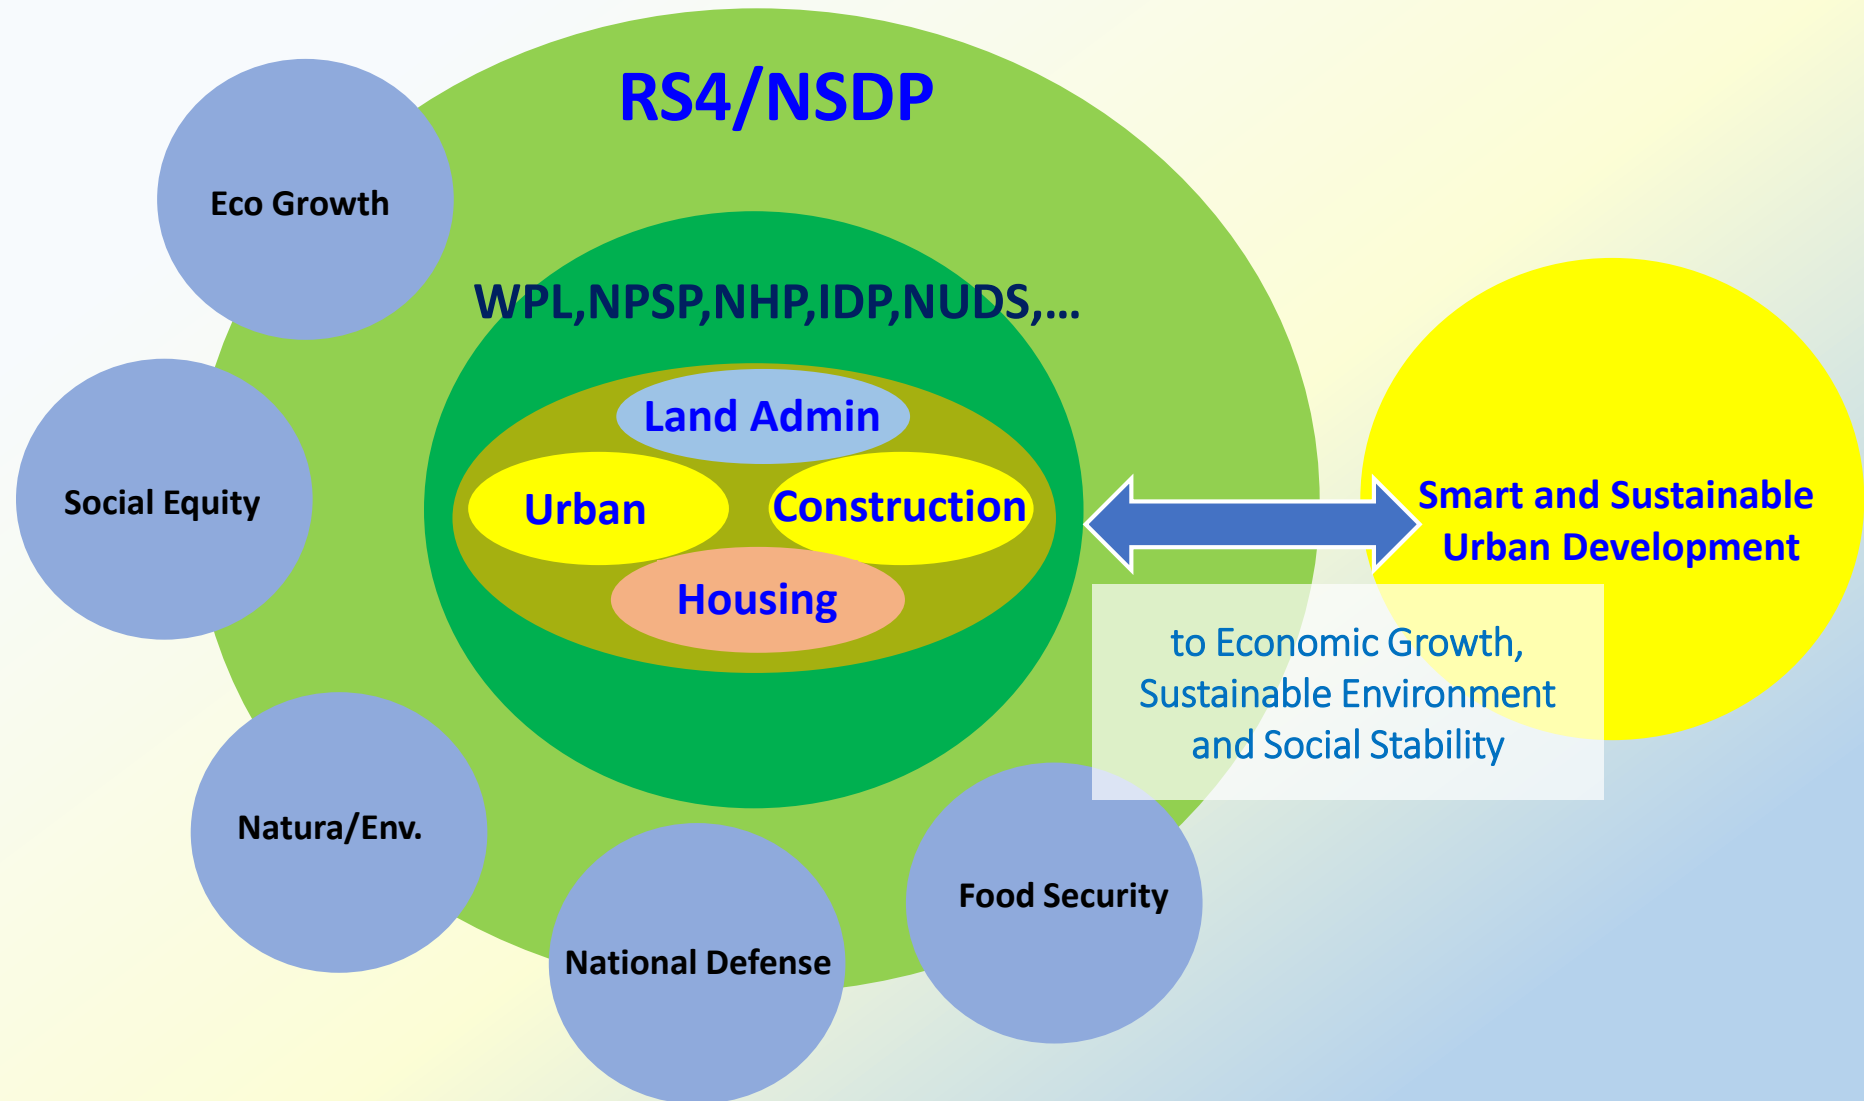 RS4/NSDP
Eco Growth
WPL,NPSP,NHP,IDP,NUDS,...
Land Admin
Social Equity
Urban
Construction
Smart and Sustainable
Urban Development
Housing
to Economic Growth,
Sustainable Environment
and Social Stability
Natura/Env.
Food Security
National Defense